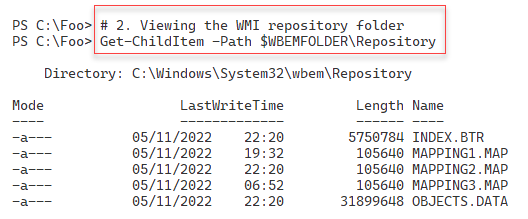 PS C:\Foo> # 2. Viewing the WMI repository folder
PS C:\Foo> Get-ChildItem -Path $WBEMFOLDER\Repository
Directory: C:\Windows\System32\wbem\Repository
Mode LastWriteTime Length Name
---- ------------- ------ ----
-a--- 05/11/2022 22:20 5750784 INDEX.BTR
-a--- 05/11/2022 19:32 105640 MAPPING1.MAP
-a--- 05/11/2022 22:20 105640 MAPPING2.MAP
-a--- 05/11/2022 06:52 105640 MAPPING3.MAP
-a--- 05/11/2022 22:20 31899648 OBJECTS.DATA